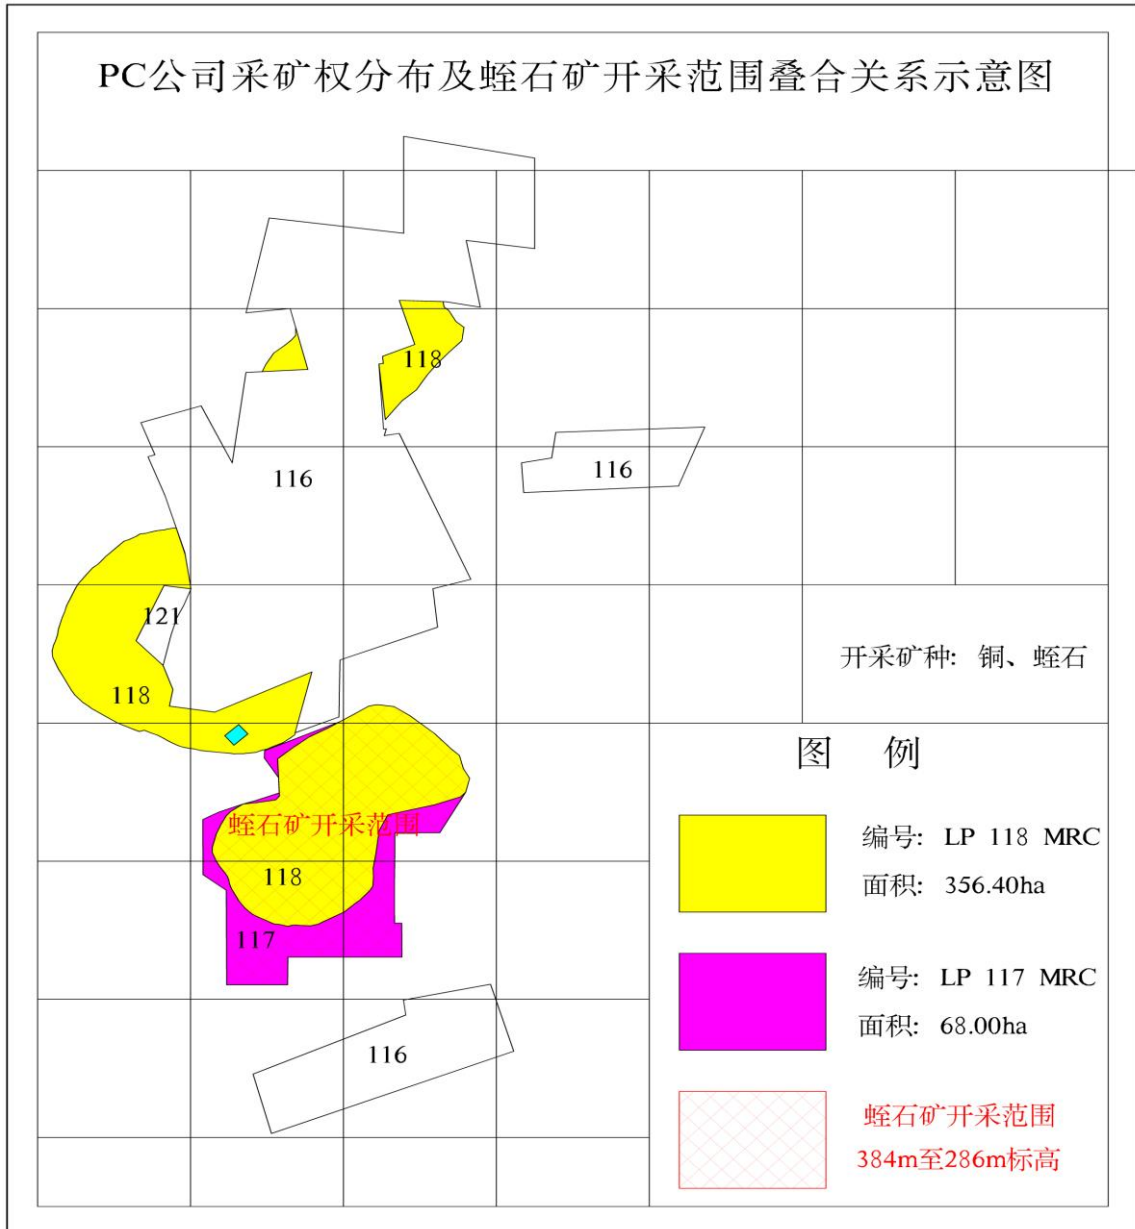 PC公司采矿权分布及蛭石矿开采范围叠合关系示意图
118
116
116
121
开采矿种: 铜、蛭石
118
图 例
蛭石矿开采范围
编号: LP 118 MRC
118
面积: 356.40ha
117
编号: LP 117 MRC
面积: 68.00ha
116
蛭石矿开采范围
384m至286m标高